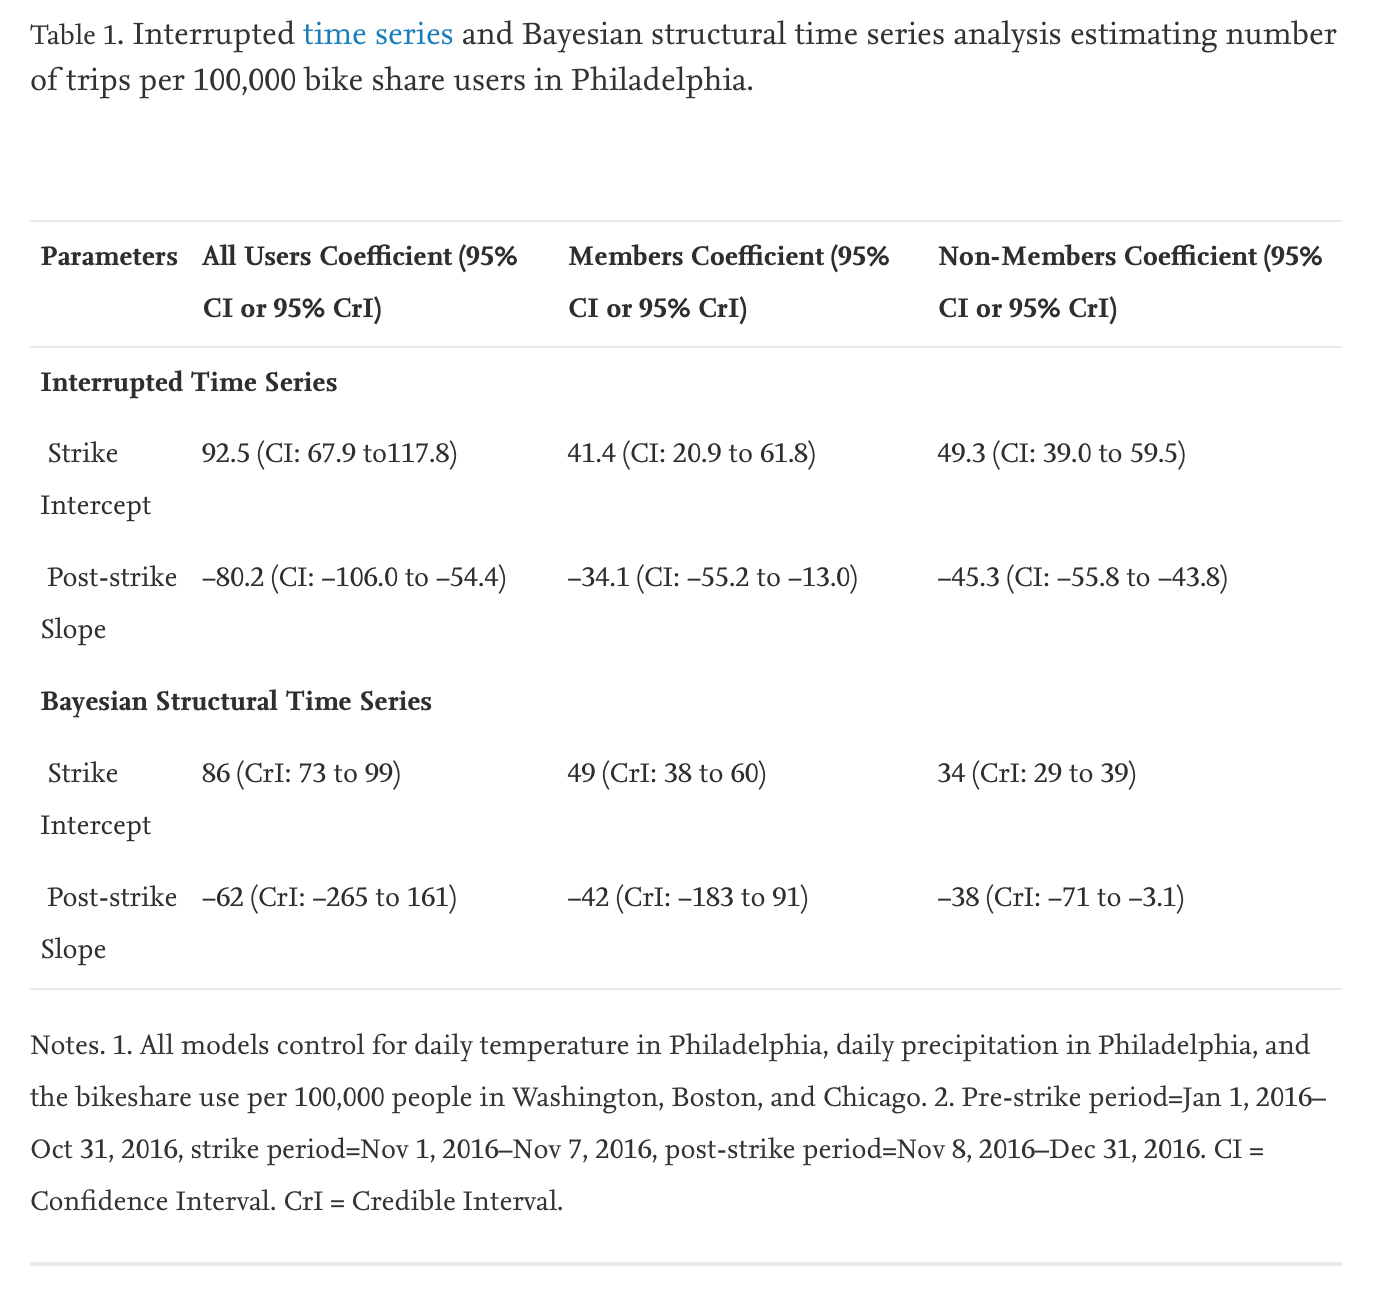 Table 1. Interrupted time series and Bayesian structural time series analysis estimating number
of trips per 100,000 bike share users in Philadelphia.
Parameters All Users Coefficient (95% CI or 95% CrI) Members Coefficient (95% CI or 95% CrI) Non-Members Coefficient (95% CI or 95% CrI)
Interrupted Time Series
Strike Intercept 92.5 (CI: 67.9 to117.8) 41.4 (CI: 20.9 to 61.8) 49.3 (CI: 39.0 to 59.5)
Post-strike Slope –80.2 (CI: –106.0 to –54.4) –34.1 (CI: –55.2 to –13.0) –45.3 (CI: –55.8 to –43.8)
Bayesian Structural Time Series
Strike Intercept 86 (CrI: 73 to 99) 49 (CrI: 38 to 60) 34 (CrI: 29 to 39)
Post-strike Slope –62 (CrI: –265 to 161) –42 (CrI: –183 to 91) –38 (CrI: –71 to –3.1)
Notes. 1. All models control for daily temperature in Philadelphia, daily precipitation in Philadelphia, and
the bikeshare use per 100,000 people in Washington, Boston, and Chicago. 2. Pre-strike period=Jan 1, 2016–
Oct 31, 2016, strike period=Nov 1, 2016–Nov 7, 2016, post-strike period=Nov 8, 2016–Dec 31, 2016. CI =
Confidence Interval. CrI = Credible Interval.